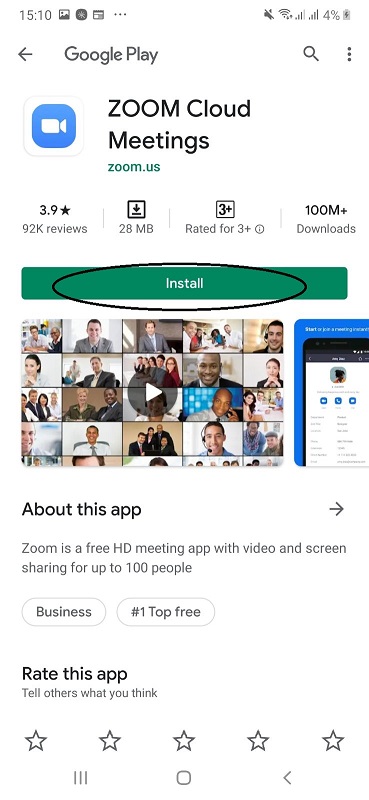 15:10 4%
Google Play
ZOOM Cloud
Meetings
zoom.us
3.9★ 3+ 100M+
92K reviews 28 MB Rated for 3+ Downloads
Install
Start or join a meeting instantly
About this app
Zoom is a free HD meeting app with video and screen
sharing for up to 100 people
Business #1 Top free
Rate this app
Tell others what you think